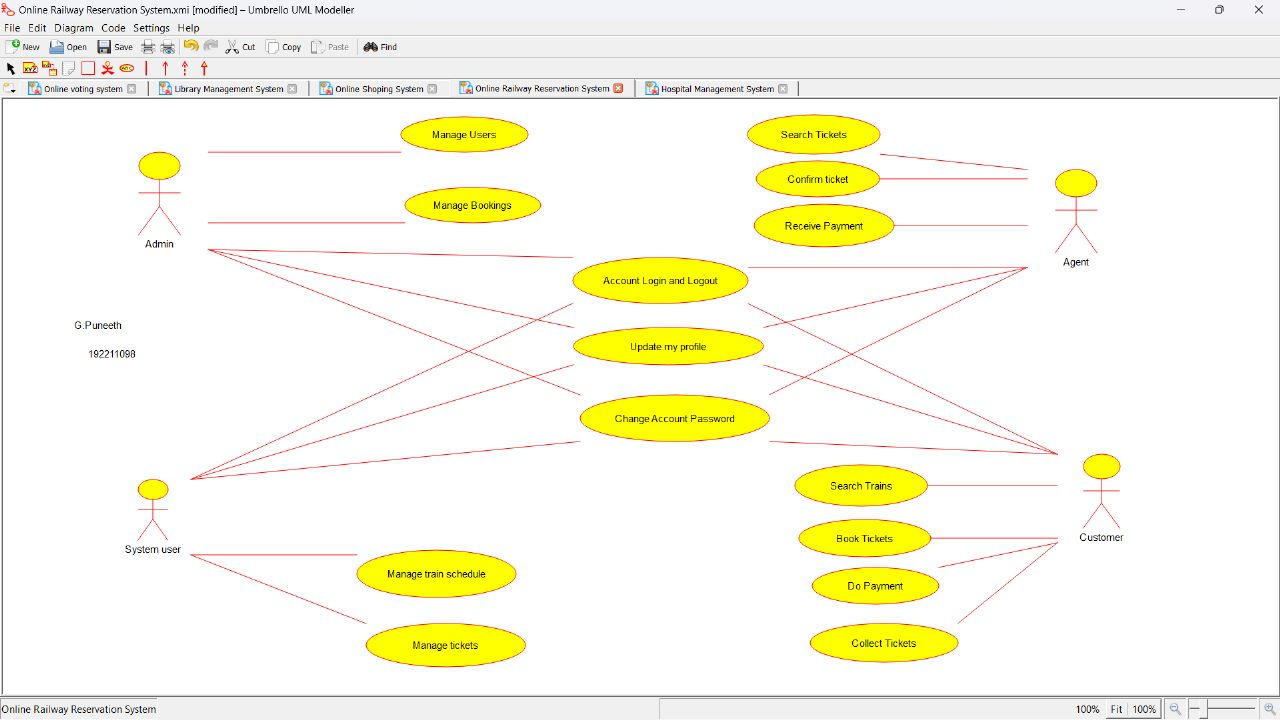 Online Railway Reservation System.xmi [modified] – Umbrello UML Modeller
File Edit Diagram Code Settings Help
New Open Save Cut Copy Paste Find
Online voting system Library Management System Online Shoping System Online Railway Reservation System Hospital Management System
Manage Users
Search Tickets
Confirm ticket
Manage Bookings
Receive Payment
Admin
Agent
Account Login and Logout
G.Puneeth
Update my profile
192211098
Change Account Password
Search Trains
Book Tickets
Customer
System user
Manage train schedule
Do Payment
Manage tickets
Collect Tickets
Online Railway Reservation System
100% Fit 100%